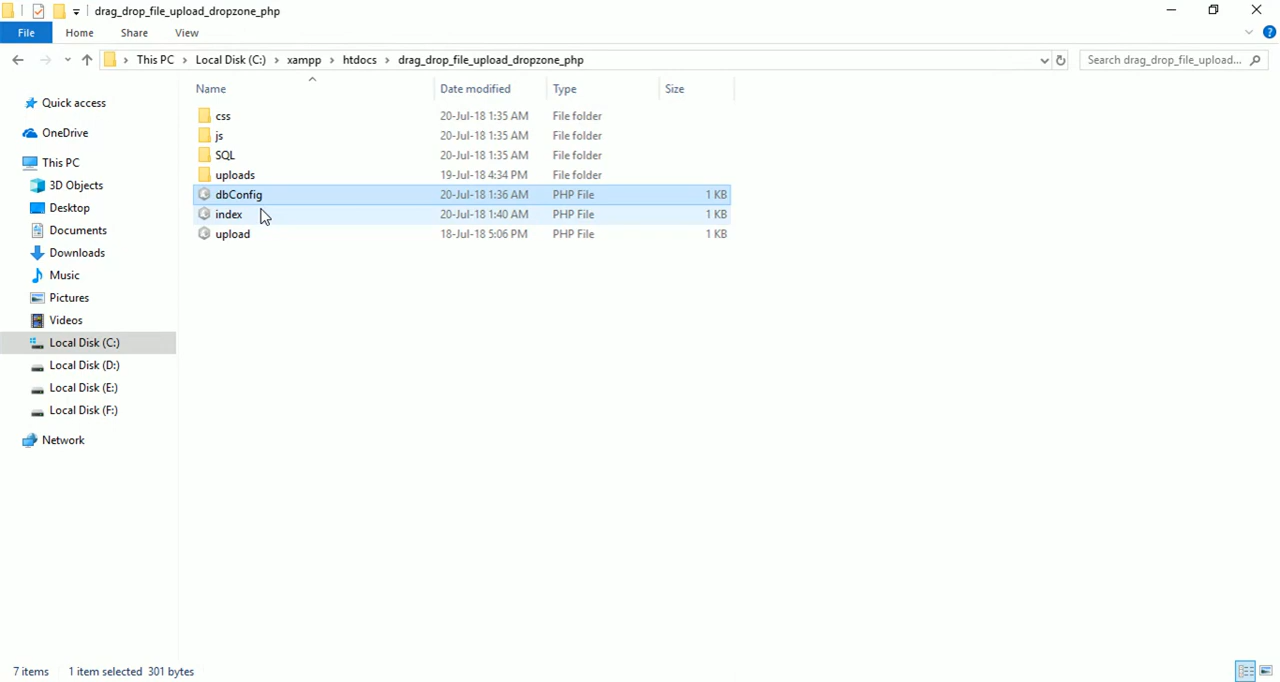 drag_drop_file_upload_dropzone_php
File Home Share View
This PC Local Disk (C:) xampp htdocs drag_drop_file_upload_dropzone_php
Search drag_drop_file_upload...
Name Date modified Type Size
Quick access
OneDrive
This PC
3D Objects
Desktop
Documents
Downloads
Music
Pictures
Videos
Local Disk (C:)
Local Disk (D:)
Local Disk (E:)
Local Disk (F:)
Network
css 20-Jul-18 1:35 AM File folder
js 20-Jul-18 1:35 AM File folder
SQL 20-Jul-18 1:35 AM File folder
uploads 19-Jul-18 4:34 PM File folder
dbConfig 20-Jul-18 1:36 AM PHP File 1 KB
index 20-Jul-18 1:40 AM PHP File 1 KB
upload 18-Jul-18 5:06 PM PHP File 1 KB
7 items 1 item selected 301 bytes